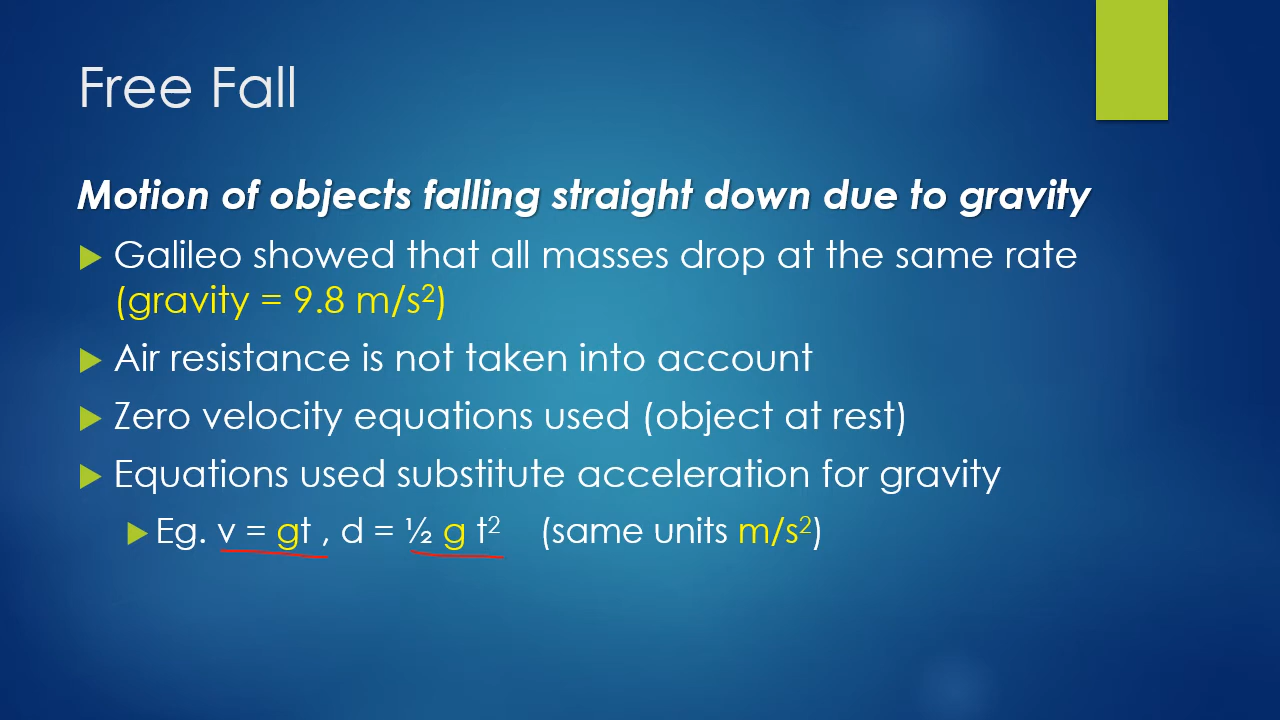 Free Fall
Motion of objects falling straight down due to gravity
Galileo showed that all masses drop at the same rate
(gravity = 9.8 m/s²)
Air resistance is not taken into account
Zero velocity equations used (object at rest)
Equations used substitute acceleration for gravity
Eg. v = gt , d = ½ g t² (same units m/s²)